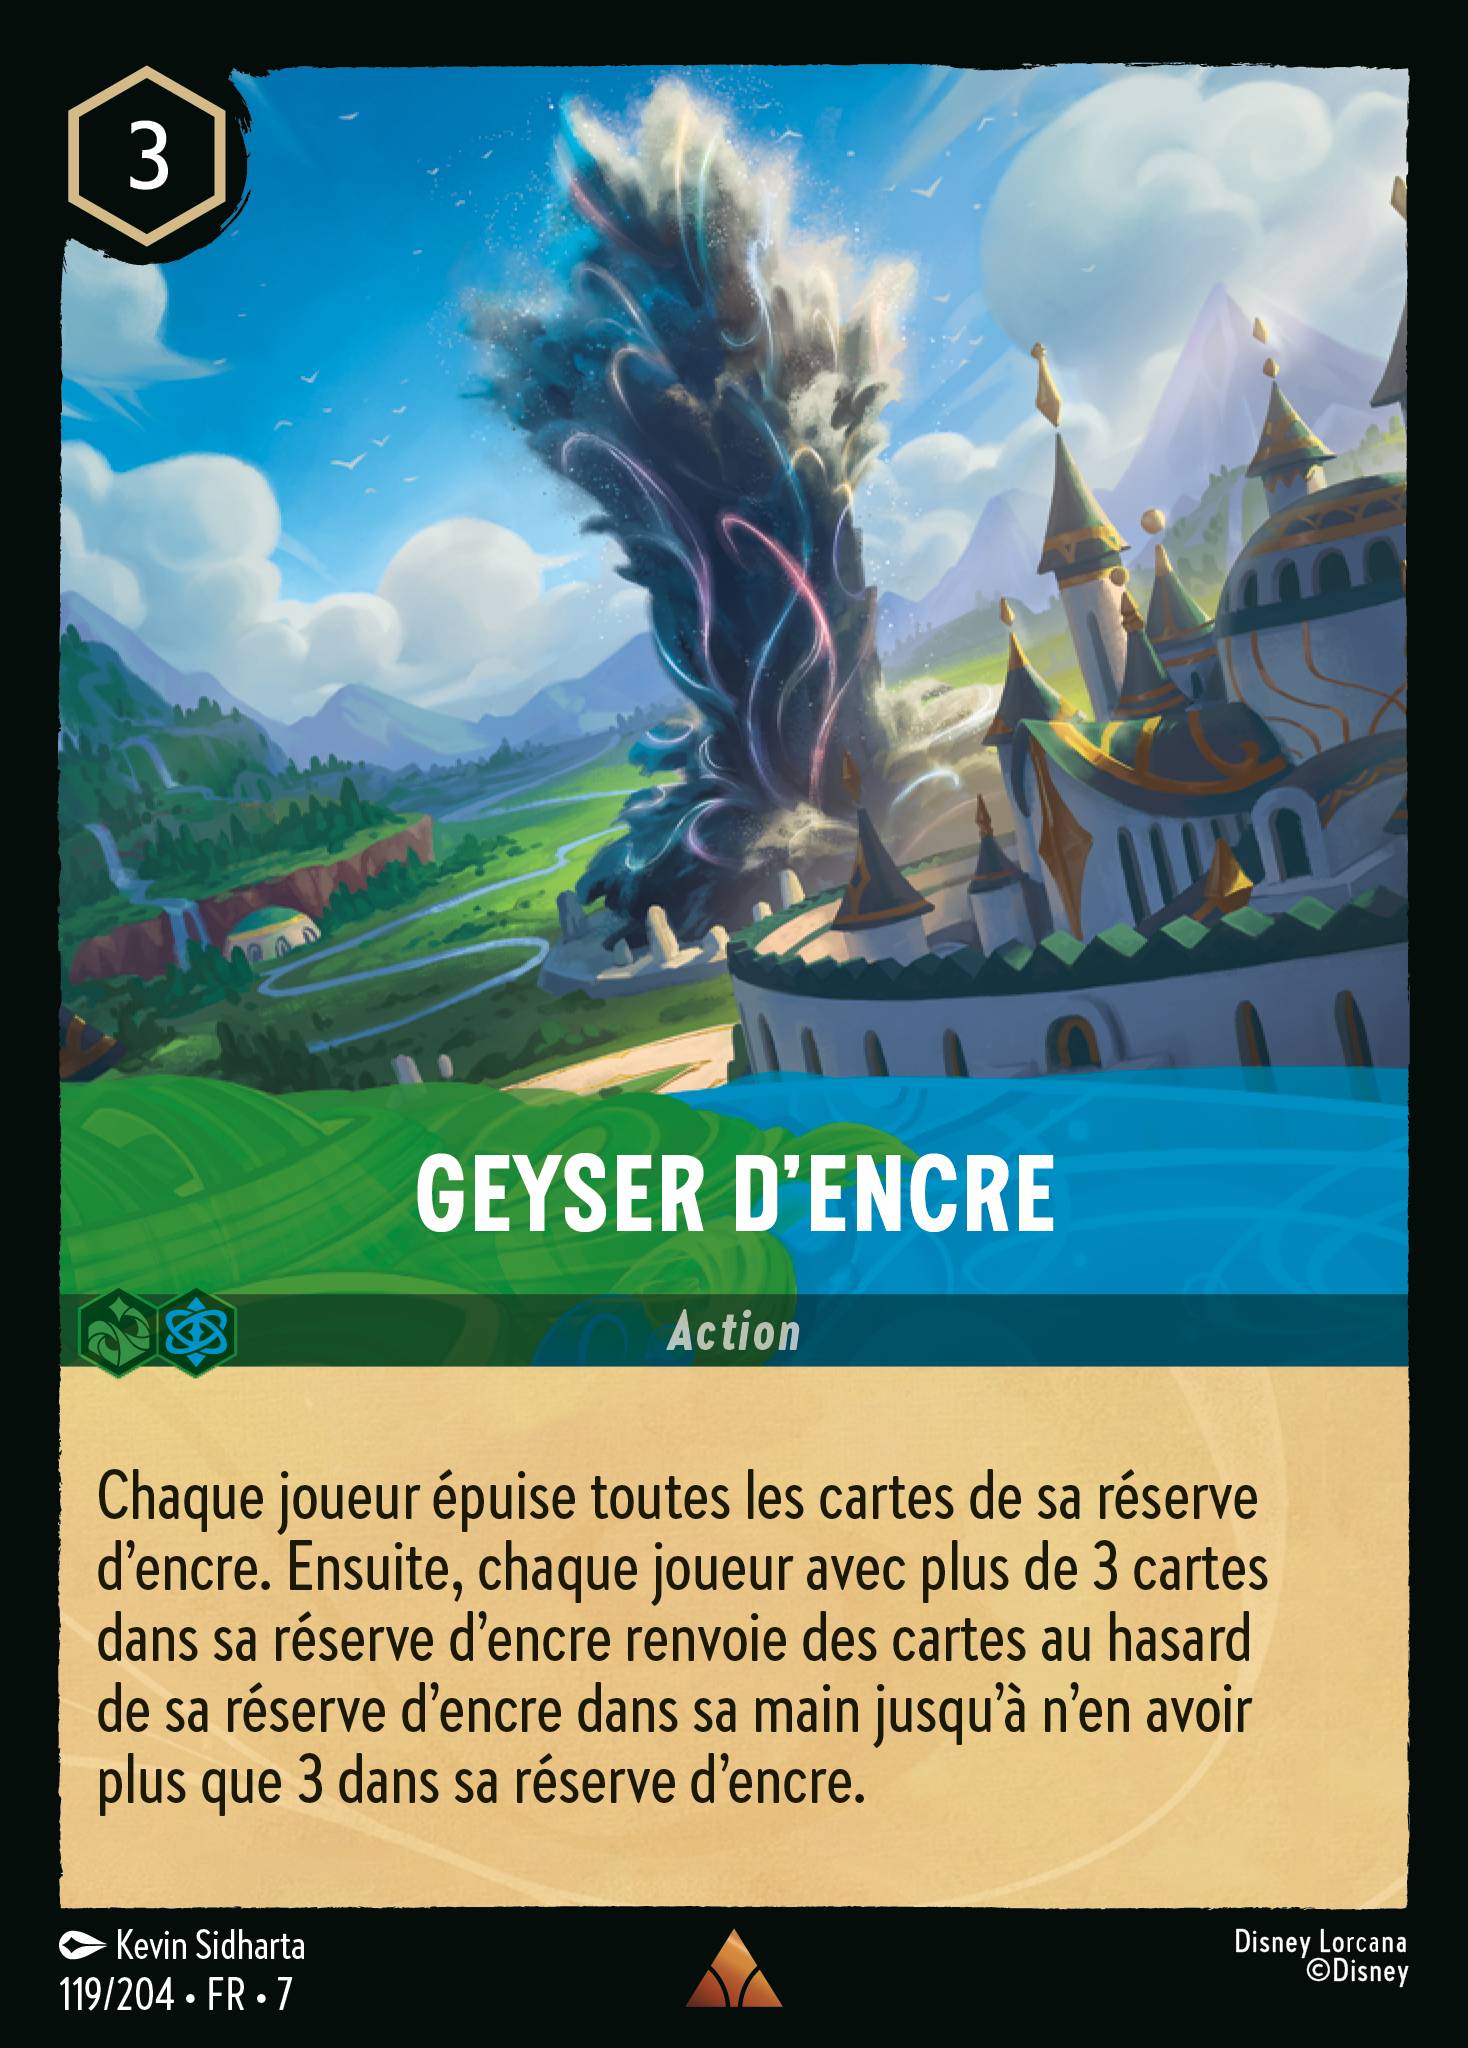 3
GEYSER D’ENCRE
Action
Chaque joueur épuise toutes les cartes de sa réserve
d’encre. Ensuite, chaque joueur avec plus de 3 cartes
dans sa réserve d’encre renvoie des cartes au hasard
de sa réserve d’encre dans sa main jusqu’à n’en avoir
plus que 3 dans sa réserve d’encre.
Kevin Sidharta
119/204 • FR • 7
Disney Lorcana
©Disney